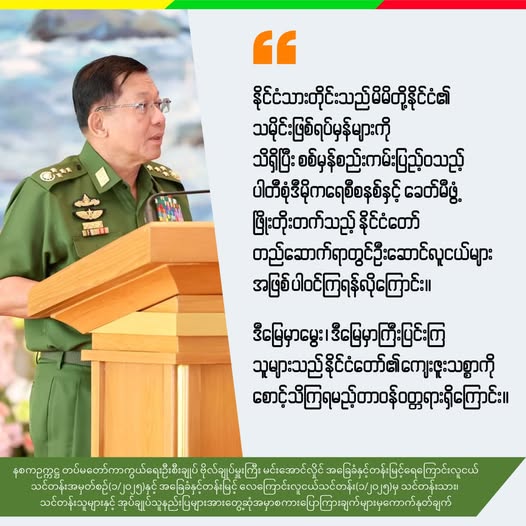 နိုင်ငံသားတိုင်းသည် မိမိတို့နိုင်ငံ၏
သမိုင်းဖြစ်ရပ်မှန်များကို
သိရှိပြီး စစ်မှန်စည်းကမ်းပြည့်ဝသည့်
ပါတီစုံဒီမိုကရေစီစနစ်နှင့် ခေတ်မီဖွံ့
ဖြိုးတိုးတက်သည့် နိုင်ငံတော်
တည်ဆောက်ရာတွင်ဦးဆောင်လူငယ်များ
အဖြစ်ပါဝင်ကြရန်လိုကြောင်း။
ဒီမြေမှာမွေး ၊ ဒီမြေမှာကြီးပြင်းကြ
သူများသည် နိုင်ငံတော်၏ကျေးဇူးသစ္စာကို
စောင့်သိကြရမည့်တာဝန်ဝတ္တရားရှိကြောင်း။
နစကဥက္ကဋ္ဌ တပ်မတော်ကာကွယ်ရေးဦးစီးချုပ် ဗိုလ်ချုပ်မှူးကြီး မင်းအောင်လှိုင် အခြေခံနှင့်တန်းမြင့်ရေကြောင်းလူငယ်
သင်တန်းအမှတ်စဉ်(၁/၂၀၂၅)နှင့် အခြေခံနှင့်တန်းမြင့် လေကြောင်းလူငယ်သင်တန်း(၁/၂၀၂၅)မှ သင်တန်းသား၊
သင်တန်းသူများနှင့် အုပ်ချုပ်သူနည်းပြများအားတွေ့ဆုံအမှာစကားပြောကြားချက်များမှကောက်နုတ်ချက်